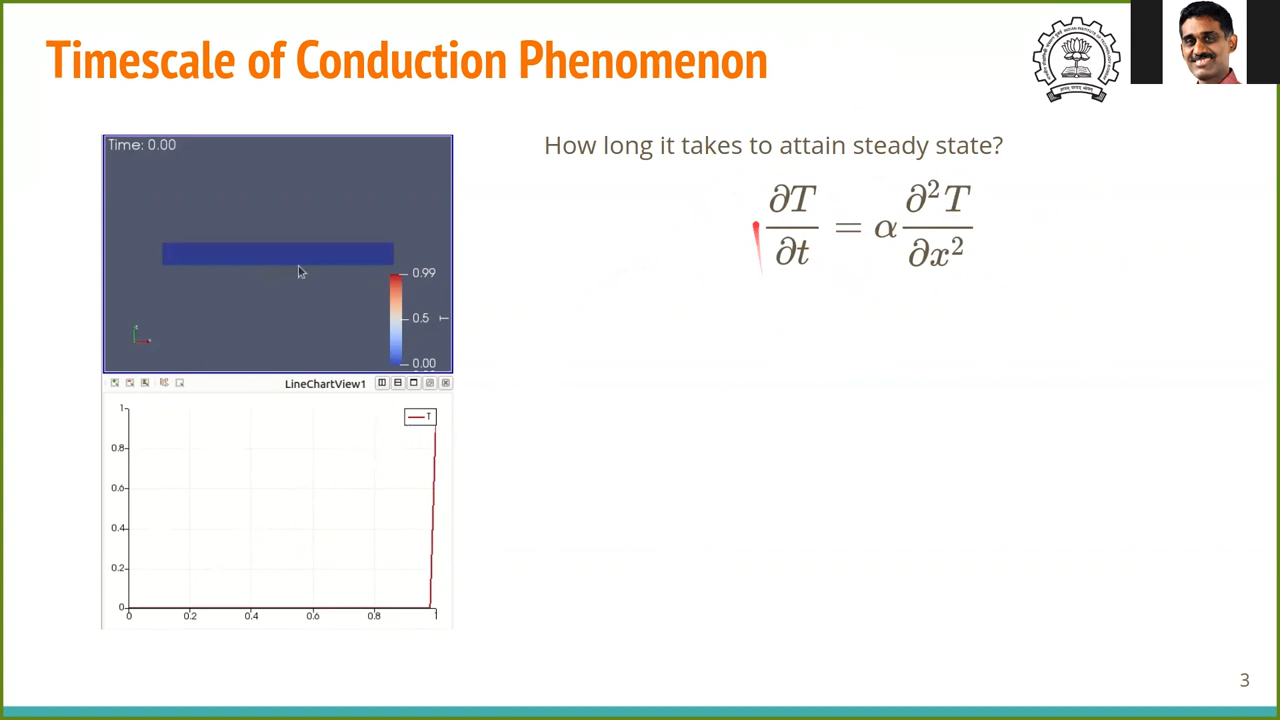 Timescale of Conduction Phenomenon
Time: 0.00
0.99
0.5
T
0.00
LineChartView1
T
1
0.8
0.6
0.4
0.2
0
0 0.2 0.4 0.6 0.8 1
How long it takes to attain steady state?
∂T/∂t = α ∂²T/∂x²
3